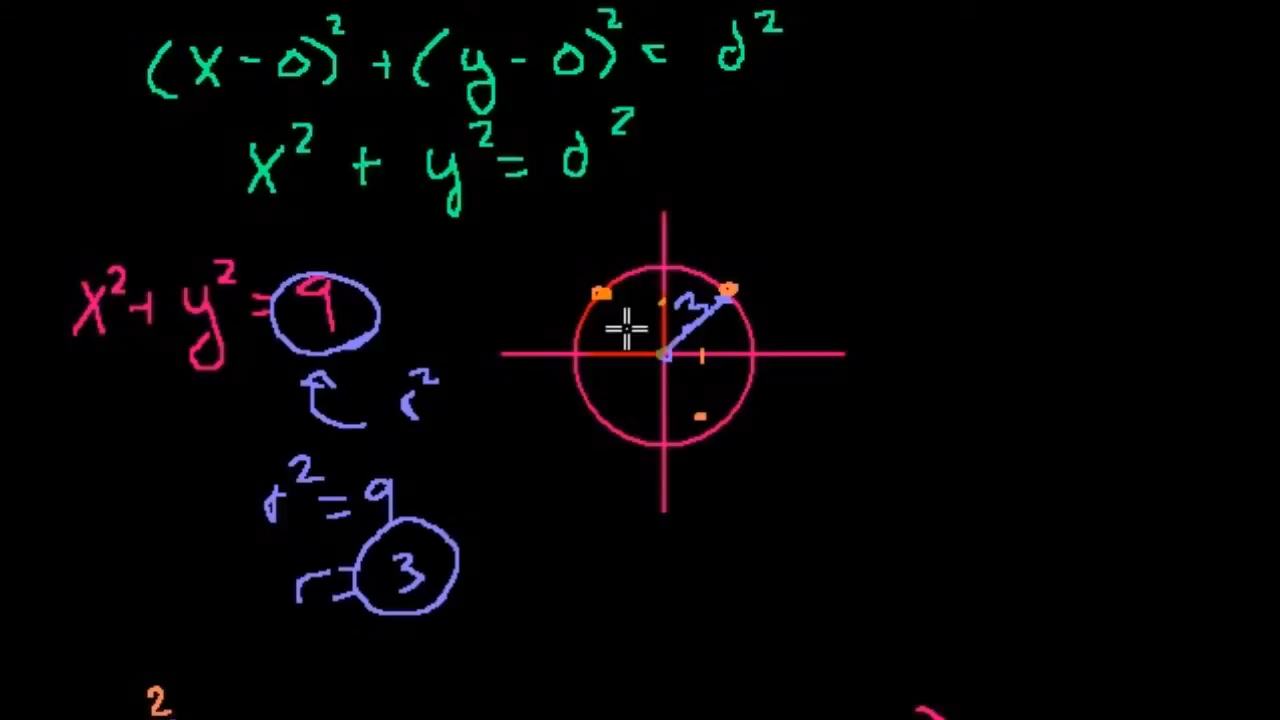 (x - 0)² + (y - 0)² = d²
x² + y² = d²
x² + y² = 9
3
r²
r² = 9
r = 3
2